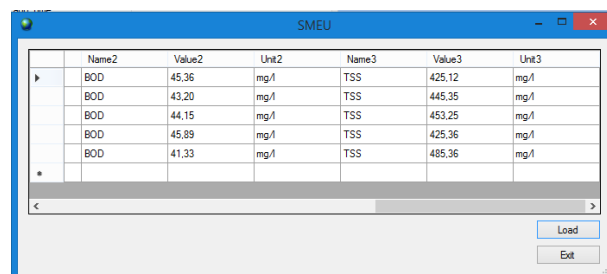 SMEU
Name2 Value2 Unit2 Name3 Value3 Unit3
BOD 45,36 mg/l TSS 425,12 mg/l
BOD 43,20 mg/l TSS 445,35 mg/l
BOD 44,15 mg/l TSS 453,25 mg/l
BOD 45,89 mg/l TSS 425,36 mg/l
BOD 41,33 mg/l TSS 485,36 mg/l
Load
Exit